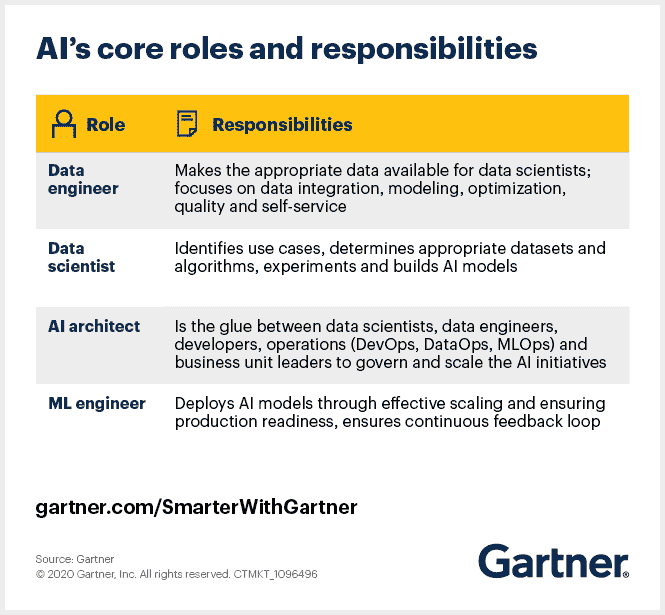 AI’s core roles and responsibilities
Role
Responsibilities
Data
engineer
Makes the appropriate data available for data scientists;
focuses on data integration, modeling, optimization,
quality and self-service
Data
scientist
Identifies use cases, determines appropriate datasets and
algorithms, experiments and builds AI models
AI architect
Is the glue between data scientists, data engineers,
developers, operations (DevOps, DataOps, MLOps) and
business unit leaders to govern and scale the AI initiatives
ML engineer
Deploys AI models through effective scaling and ensuring
production readiness, ensures continuous feedback loop
gartner.com/SmarterWithGartner
Source: Gartner
© 2020 Gartner, Inc. All rights reserved. CTMKT_1096496
Gartner®